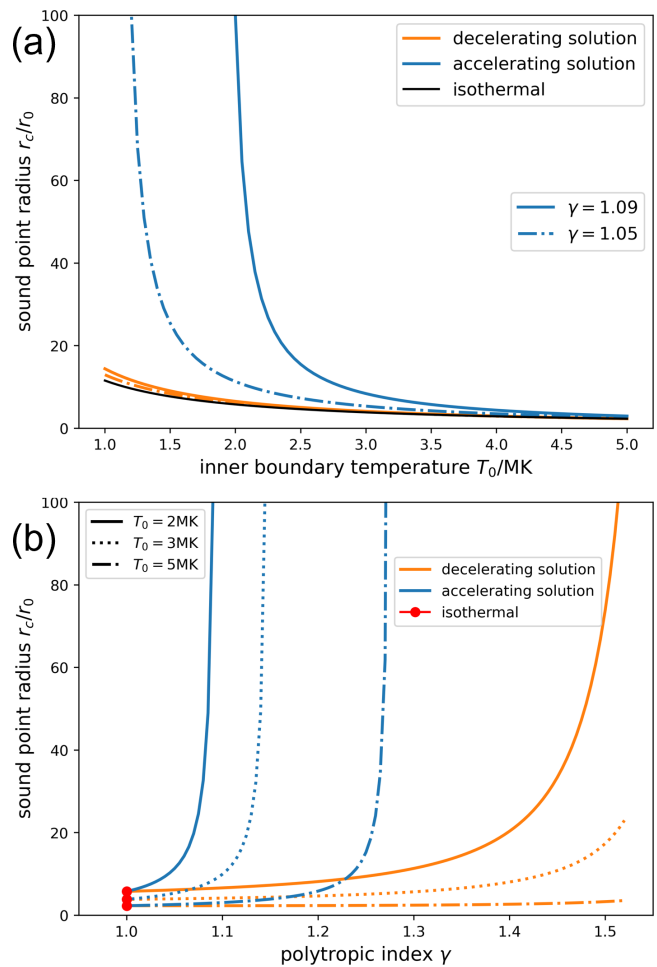 (a)
100
80
60
40
20
0
sound point radius r_c/r_0
decelerating solution
accelerating solution
isothermal
γ = 1.09
γ = 1.05
1.0 1.5 2.0 2.5 3.0 3.5 4.0 4.5 5.0
inner boundary temperature T_0/MK
(b)
100
80
60
40
20
0
sound point radius r_c/r_0
T_0 = 2MK
T_0 = 3MK
T_0 = 5MK
decelerating solution
accelerating solution
isothermal
1.0 1.1 1.2 1.3 1.4 1.5
polytropic index γ